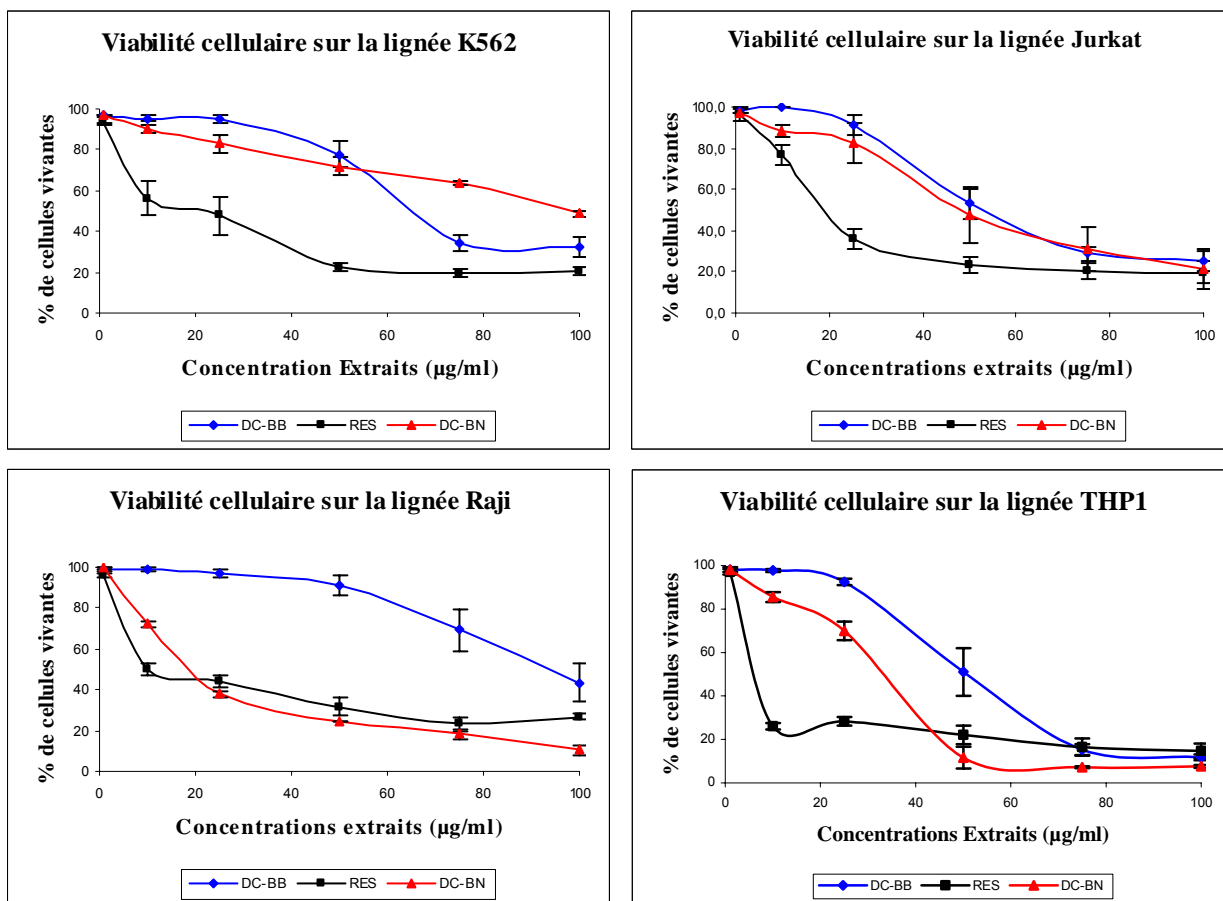 Viabilité cellulaire sur la lignée K562
% de cellules vivantes
100
80
60
40
20
0
0 20 40 60 80 100
Concentration Extraits (µg/ml)
DC-BB RES DC-BN
Viabilité cellulaire sur la lignée Jurkat
% de cellules vivantes
100,0
80,0
60,0
40,0
20,0
0,0
0 20 40 60 80 100
Concentrations extraits (µg/ml)
DC-BB RES DC-BN
Viabilité cellulaire sur la lignée Raji
% de cellules vivantes
100
80
60
40
20
0
0 20 40 60 80 100
Concentrations extraits (µg/ml)
DC-BB RES DC-BN
Viabilité cellulaire sur la lignée THP1
% de cellules vivantes
100
80
60
40
20
0
0 20 40 60 80 100
Concentrations Extraits (µg/ml)
DC-BB RES DC-BN